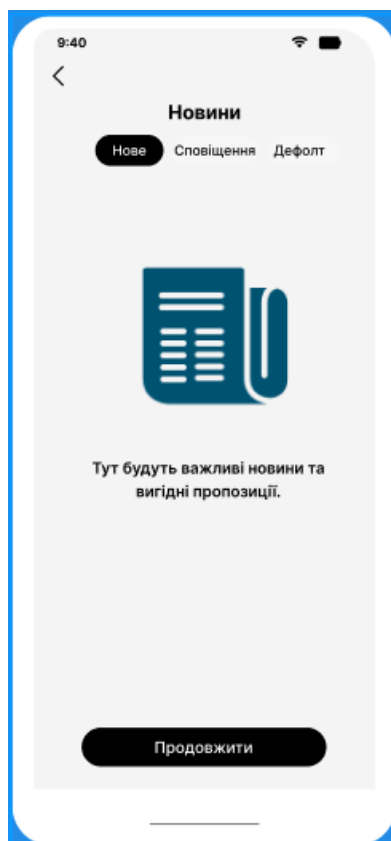 9:40
Новини
Нове Сповіщення Дефолт
Тут будуть важливі новини та
вигідні пропозиції.
Продовжити